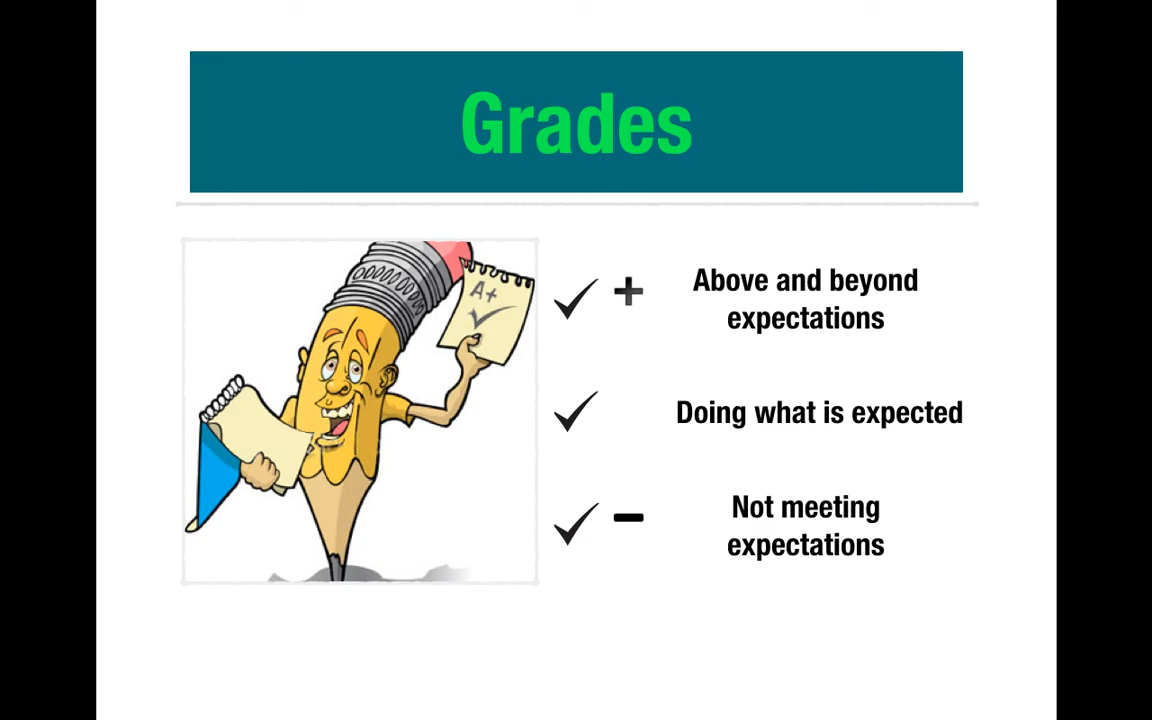 Grades
A+
✓ + Above and beyond
expectations
✓ Doing what is expected
✓ - Not meeting
expectations